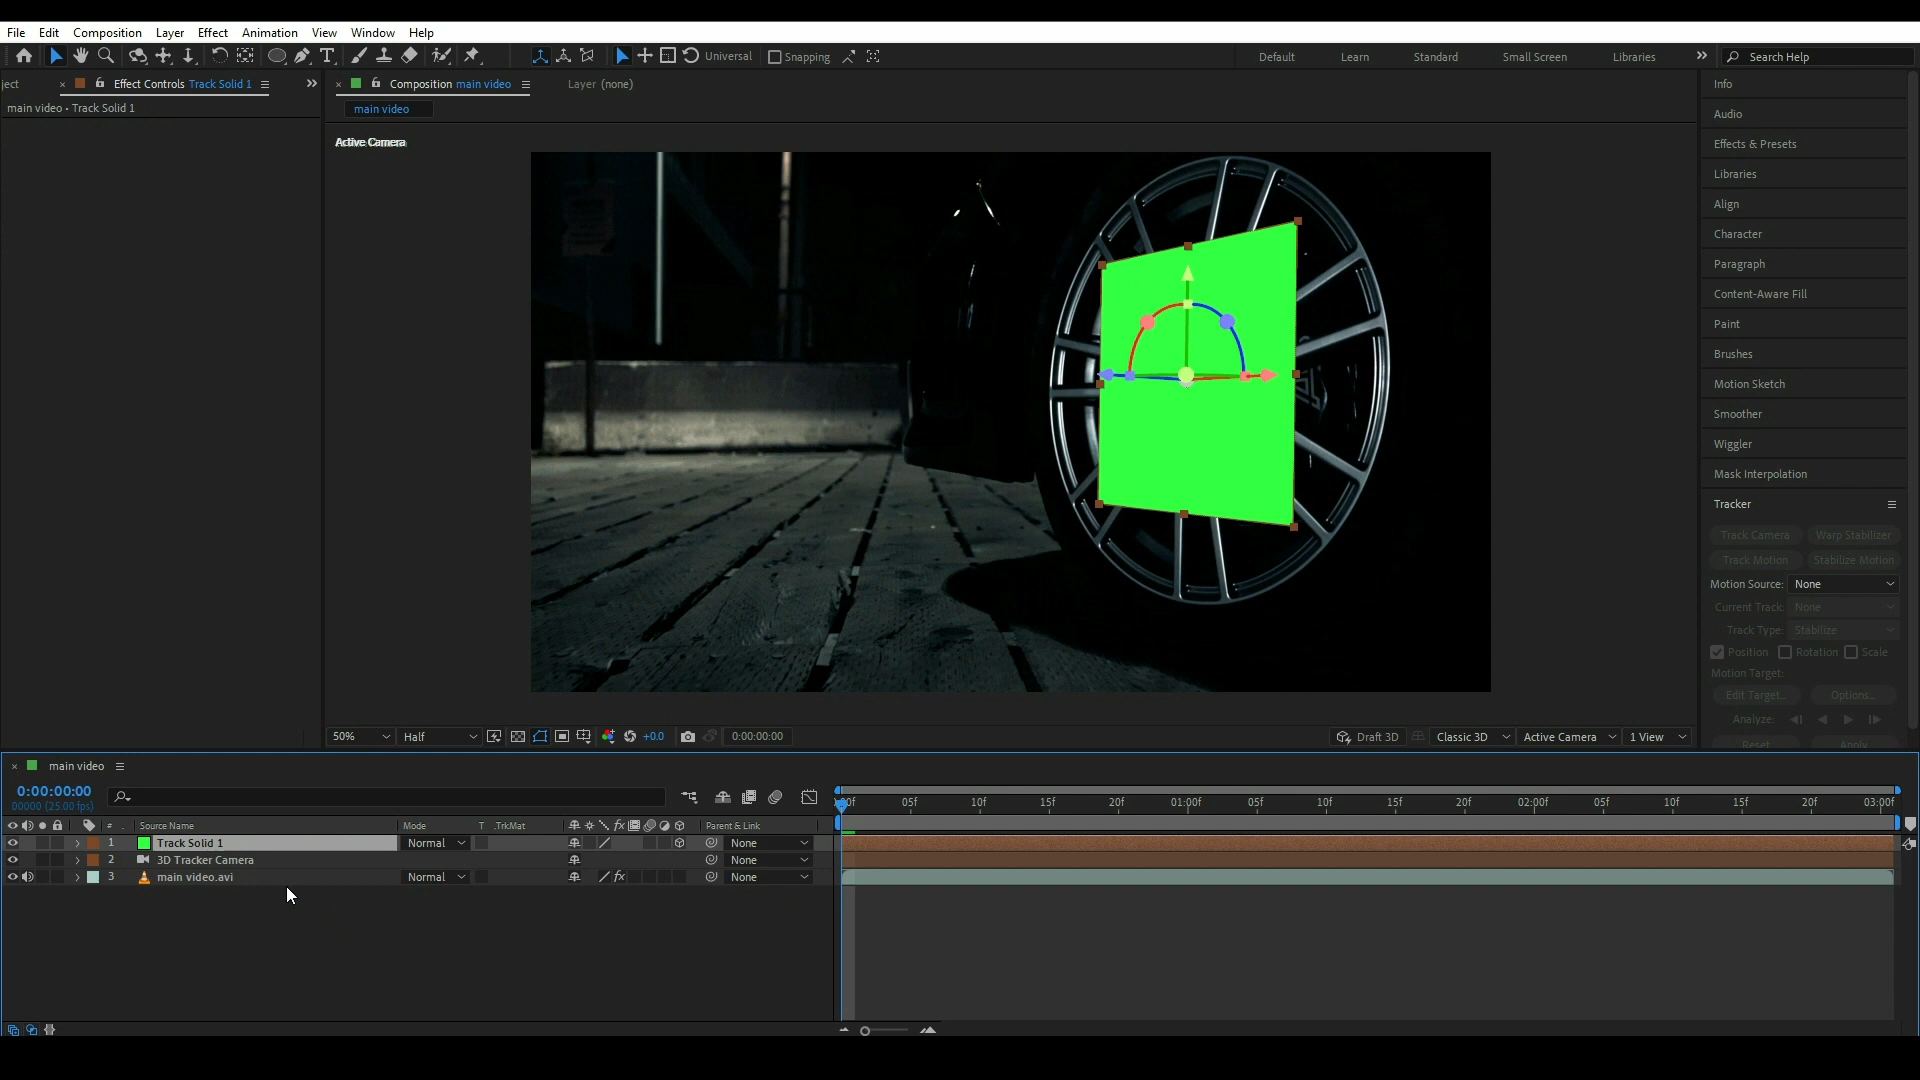 File Edit Composition Layer Effect Animation View Window Help
Universal Snapping Default Learn Standard Small Screen Libraries Search Help
ject Effect Controls Track Solid 1 Composition main video Layer (none)
main video • Track Solid 1 main video
Active Camera
Info
Audio
Effects & Presets
Libraries
Align
Character
Paragraph
Content-Aware Fill
Paint
Brushes
Motion Sketch
Smoother
Wiggler
Mask Interpolation
Tracker
Track Camera Warp Stabilizer
Track Motion Stabilize Motion
Motion Source: None
Current Track: None
Track Type: Stabilize
Position Rotation Scale
Motion Target:
Edit Target... Options...
Analyze:
Reset Apply
50% Half +0.0 0:00:00:00 Draft 3D Classic 3D Active Camera 1 View
main video
0:00:00:00
00000 (25.00 fps)
05f 10f 15f 20f 01:00f 05f 10f 15f 20f 02:00f 05f 10f 15f 20f 03:00f
# Source Name Mode T .TrkMat Parent & Link
1 Track Solid 1 Normal None
2 3D Tracker Camera None
3 main video.avi Normal fx None